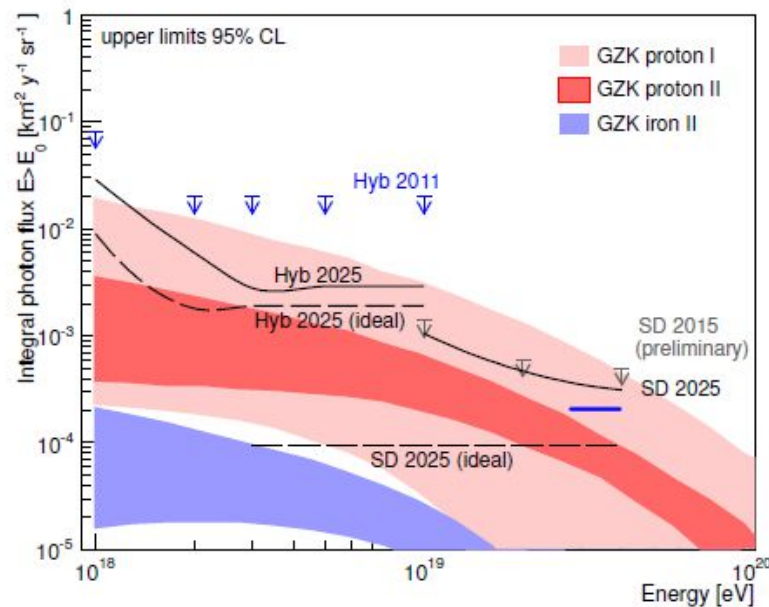 upper limits 95% CL
GZK proton I
GZK proton II
GZK iron II
Hyb 2011
Hyb 2025
Hyb 2025 (ideal)
SD 2015
(preliminary)
SD 2025
SD 2025 (ideal)
Integral photon flux E>E₀ [km² y⁻¹ sr⁻¹]
1
10⁻¹
10⁻²
10⁻³
10⁻⁴
10⁻⁵
10¹⁸
10¹⁹
10²⁰
Energy [eV]